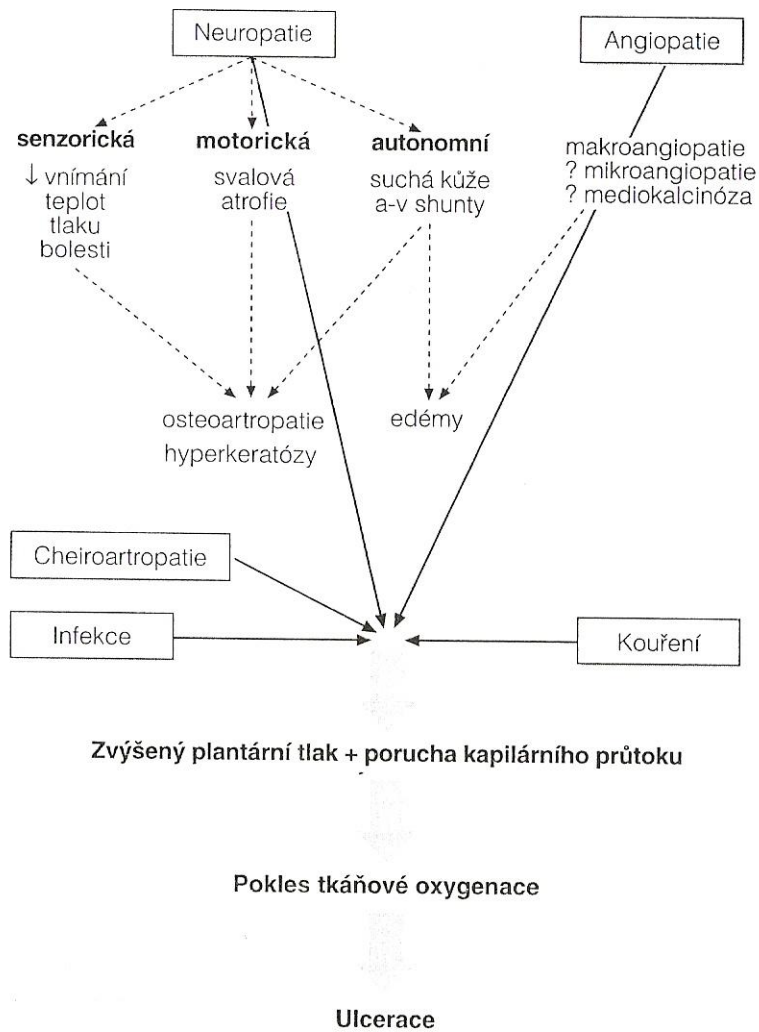 Neuropatie
Angiopatie
senzorická
↓ vnímání
teplot
tlaku
bolesti
motorická
svalová
atrofie
autonomní
suchá kůže
a-v shunty
makroangiopatie
? mikroangiopatie
? mediokalcinóza
osteoartropatie
hyperkeratózy
edémy
Cheiroartropatie
Infekce
Kouření
Zvýšený plantární tlak + porucha kapilárního průtoku
Pokles tkáňové oxygenace
Ulcerace